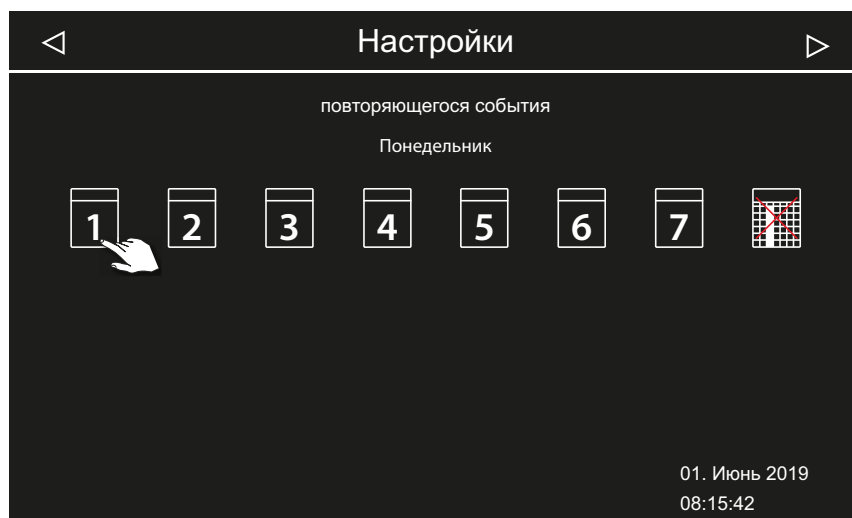 Настройки
повторяющегося события
Понедельник
1 2 3 4 5 6 7
01. Июнь 2019
08:15:42